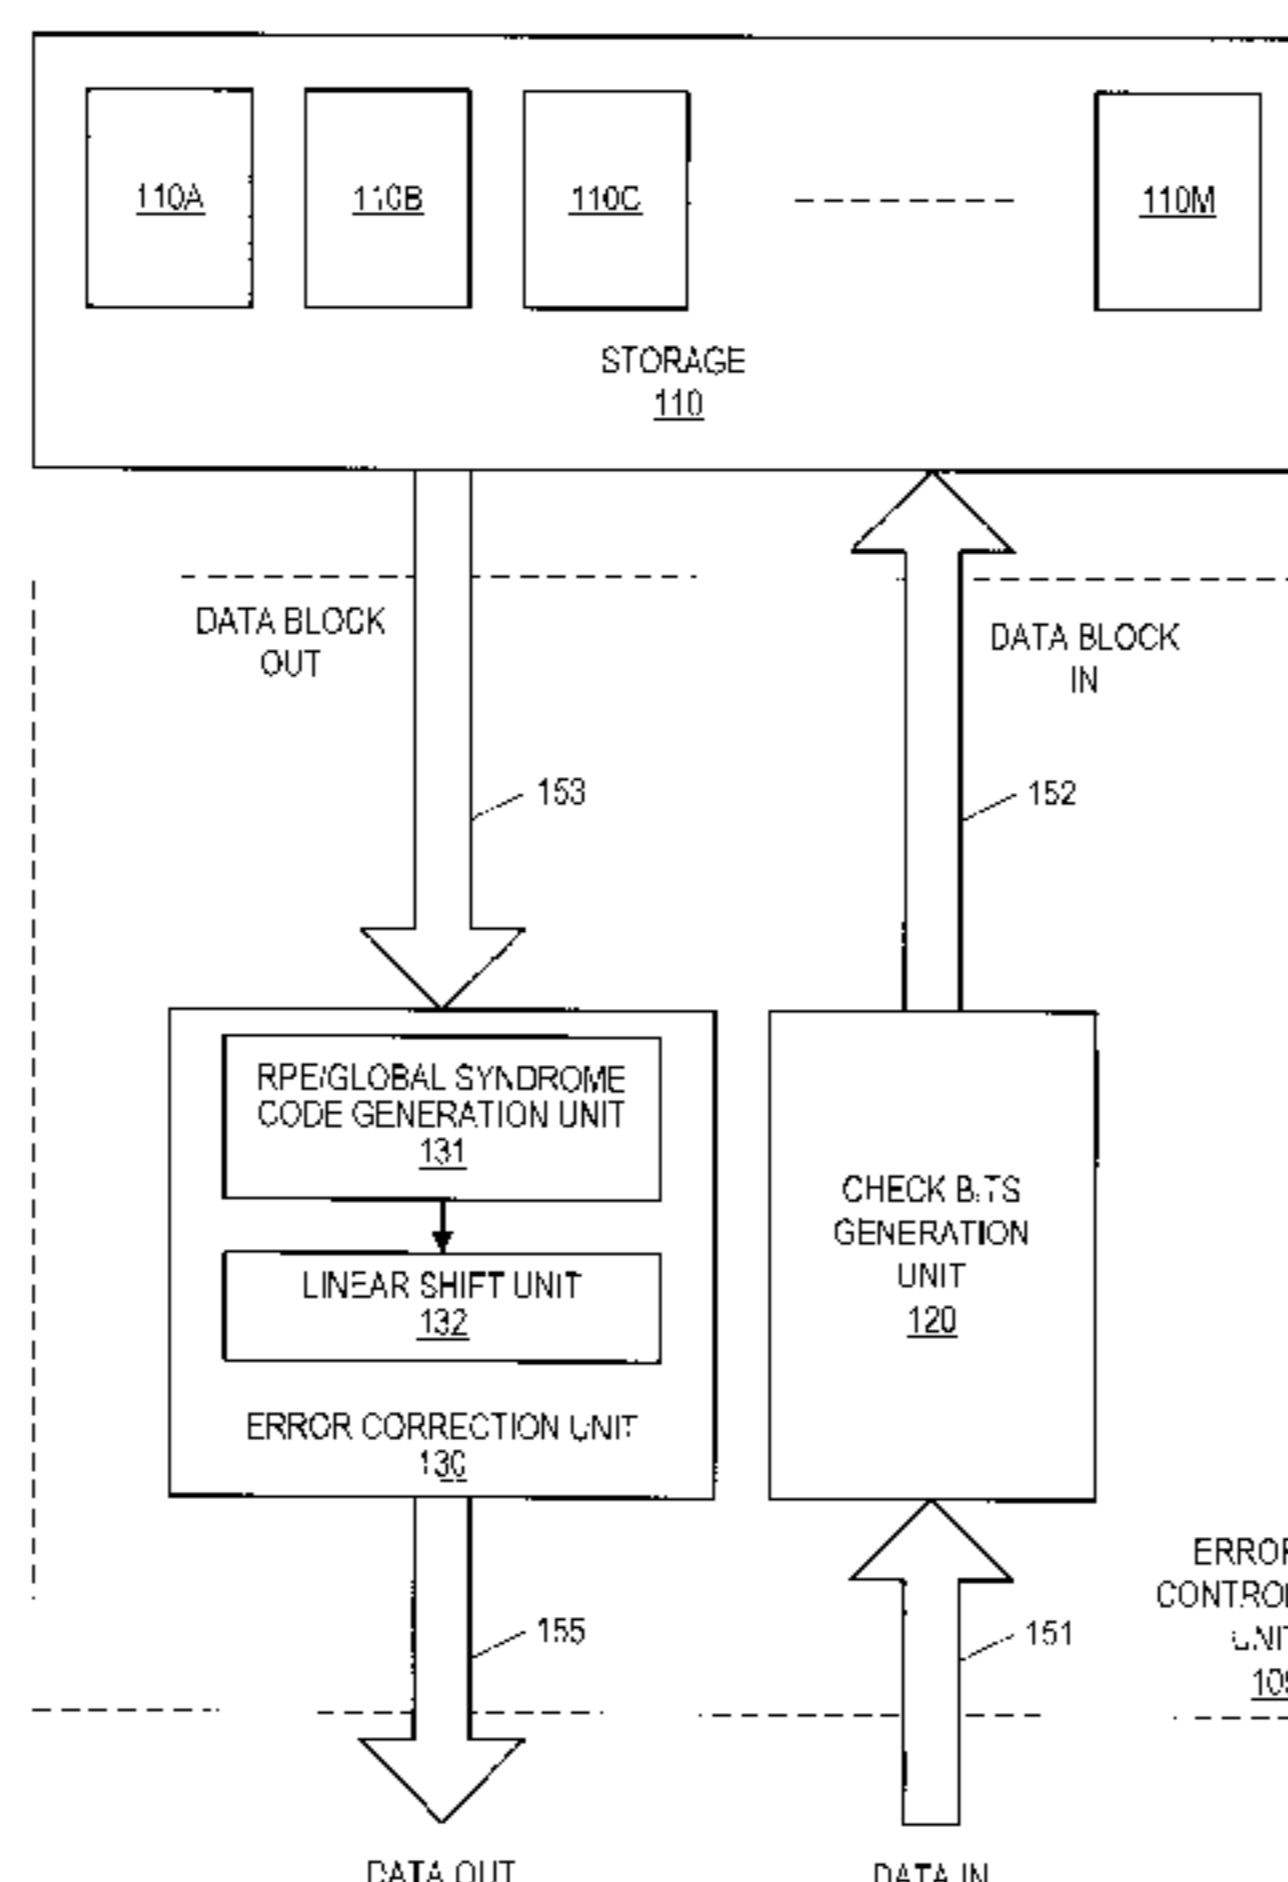 110A 110B 110C 110M
STORAGE
110
DATA BLOCK
OUT
DATA BLOCK
IN
153
152
RPE/GLOBAL SYNDROME
CODE GENERATION UNIT
131
LINEAR SHIFT UNIT
132
ERROR CORRECTION UNIT
130
CHECK BITS
GENERATION
UNIT
120
155
151
DATA OUT
DATA IN